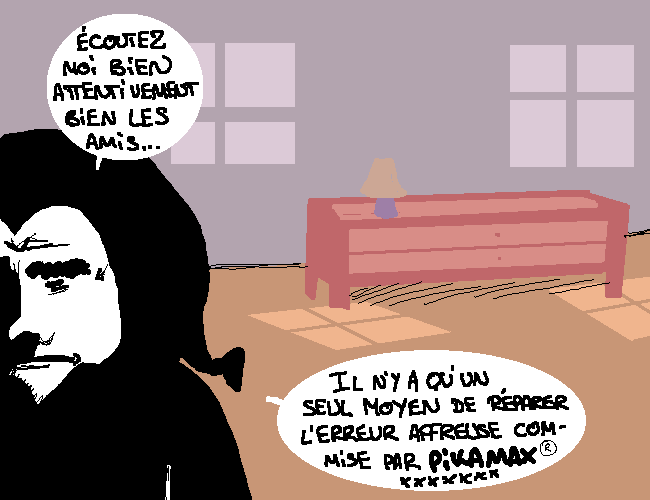 ÉCOUTEZ
MOi BiEN
ATTENTiVEMENT
BiEN LES
AMiS...
IL N'Y A QU'UN
SEUL MOYEN DE RÉPARER
L'ERREUR AFFREUSE COM-
MISE PAR PiKAMAX®
*******